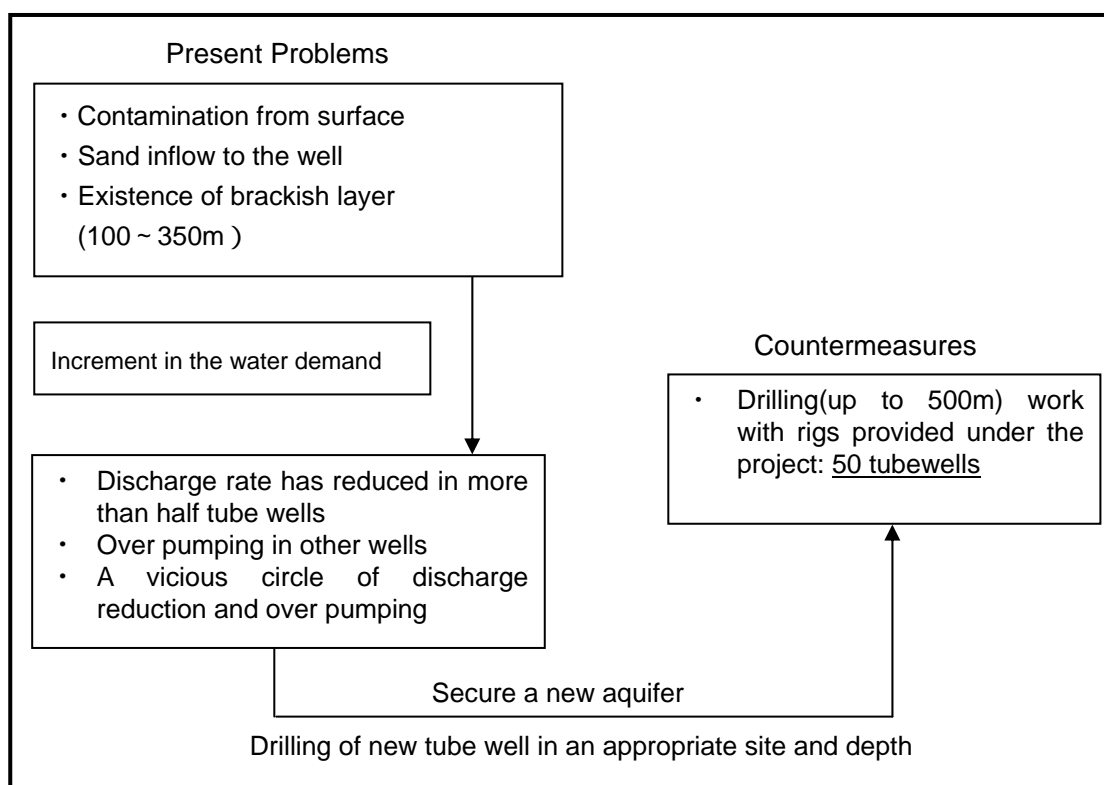 Present Problems
・Contamination from surface
・Sand inflow to the well
・Existence of brackish layer
(100 ~ 350m )
Increment in the water demand
・ Discharge rate has reduced in more
than half tube wells
・ Over pumping in other wells
・ A vicious circle of discharge
reduction and over pumping
Countermeasures
・ Drilling(up to 500m) work
with rigs provided under the
project: 50 tubewells
Secure a new aquifer
Drilling of new tube well in an appropriate site and depth